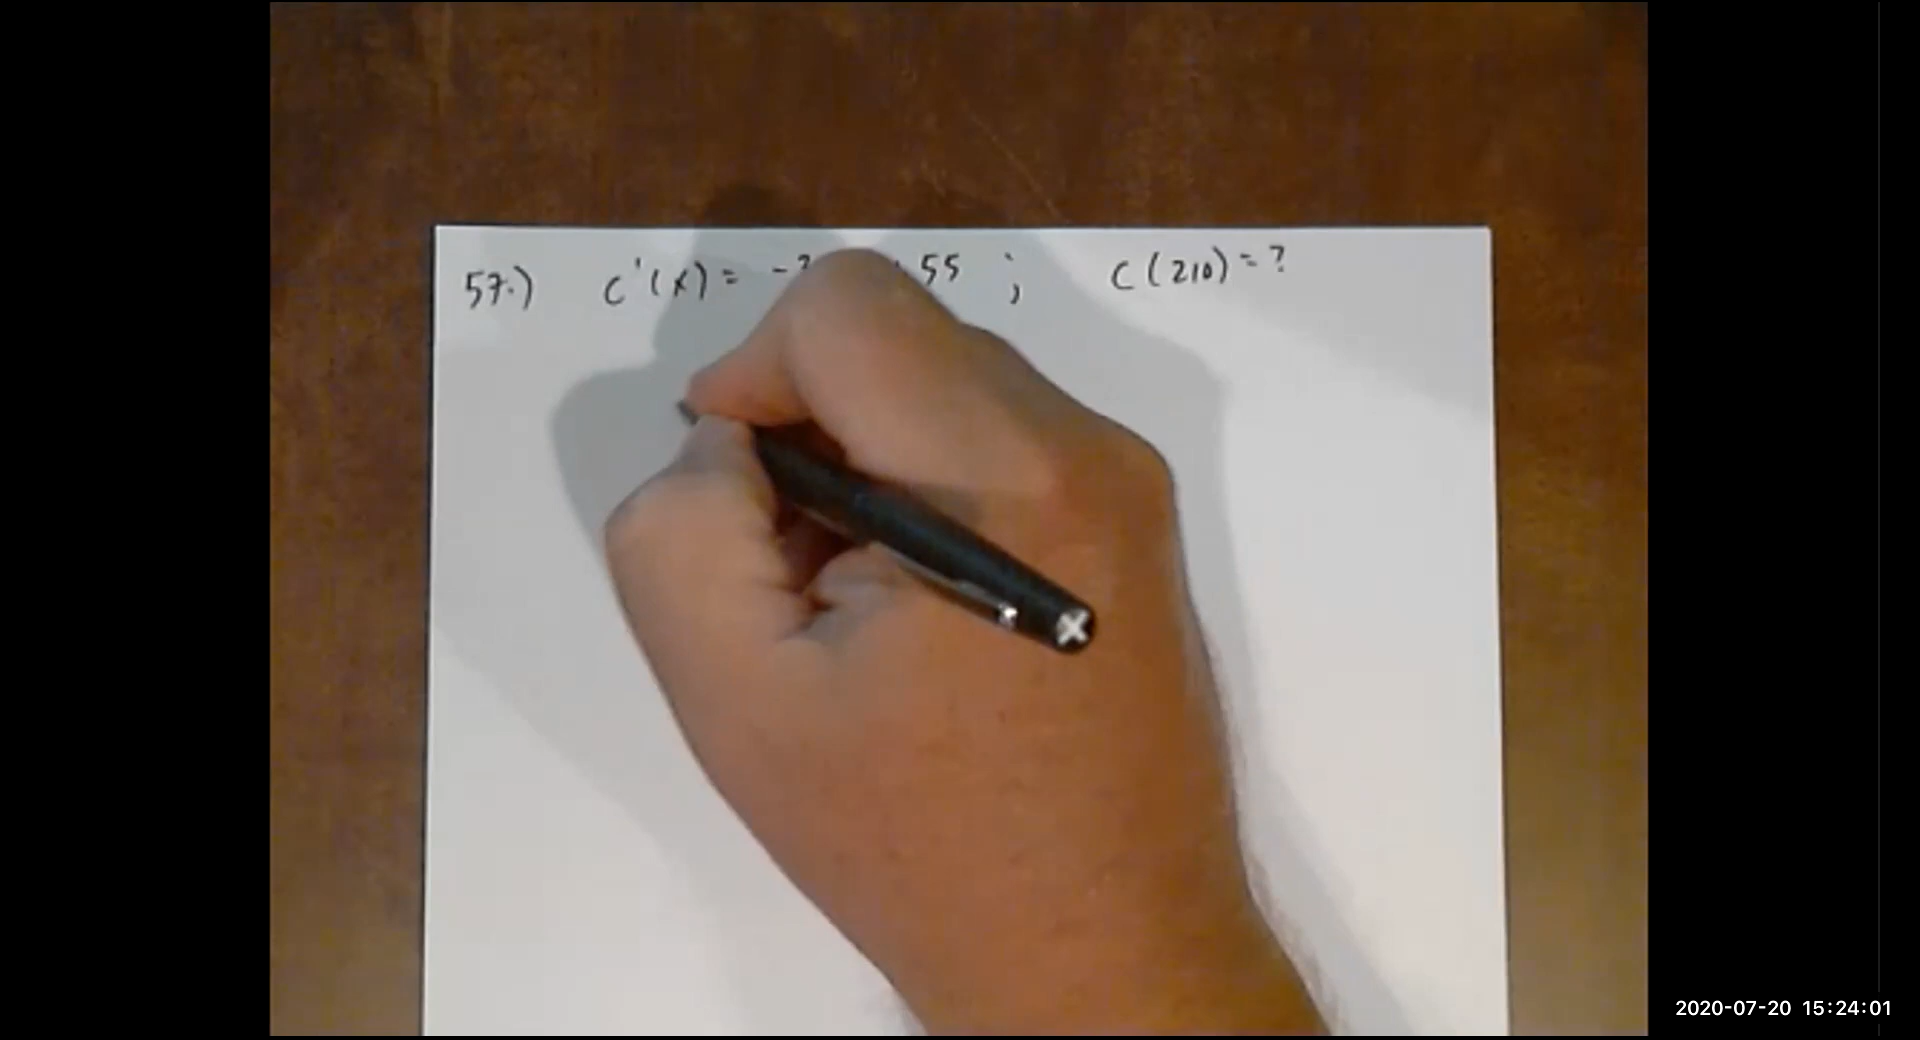 57.) C'(x) = - 55 ; C(210) = ?
2020-07-20 15:24:01